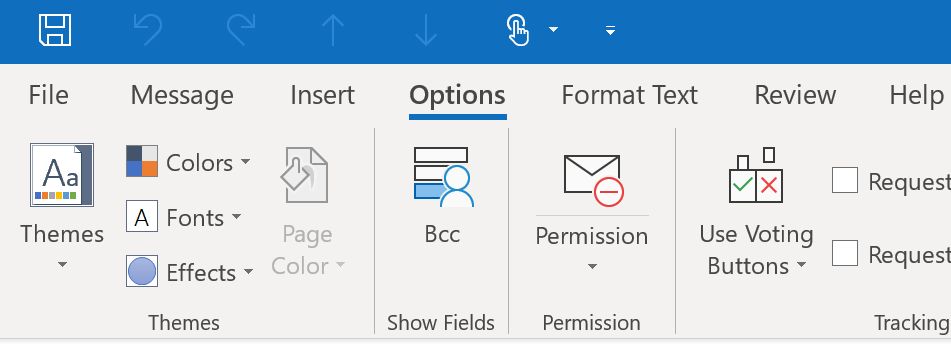 File Message Insert Options Format Text Review Help
Aa
Themes
Colors
A Fonts
Effects
Page
Color
Themes
Bcc
Show Fields
Permission
Permission
Use Voting
Buttons
Request
Request
Tracking